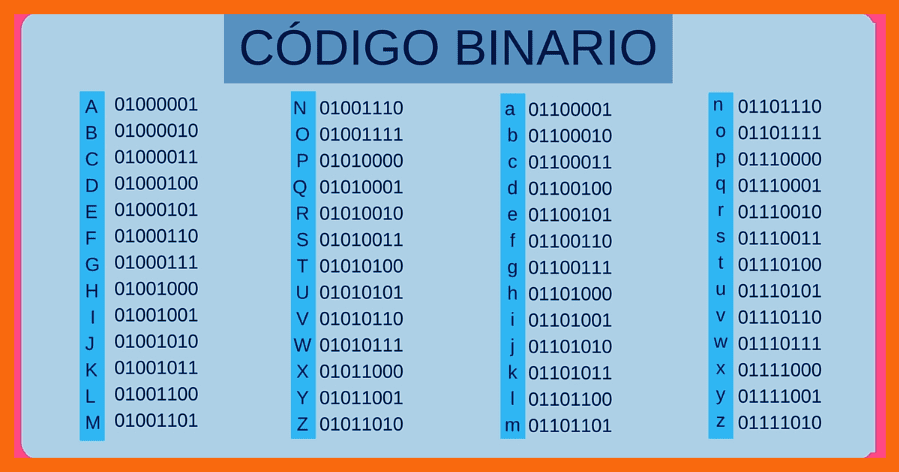 CÓDIGO BINARIO
A 01000001
B 01000010
C 01000011
D 01000100
E 01000101
F 01000110
G 01000111
H 01001000
I 01001001
J 01001010
K 01001011
L 01001100
M 01001101
N 01001110
O 01001111
P 01010000
Q 01010001
R 01010010
S 01010011
T 01010100
U 01010101
V 01010110
W 01010111
X 01011000
Y 01011001
Z 01011010
a 01100001
b 01100010
c 01100011
d 01100100
e 01100101
f 01100110
g 01100111
h 01101000
i 01101001
j 01101010
k 01101011
l 01101100
m 01101101
n 01101110
o 01101111
p 01110000
q 01110001
r 01110010
s 01110011
t 01110100
u 01110101
v 01110110
w 01110111
x 01111000
y 01111001
z 01111010